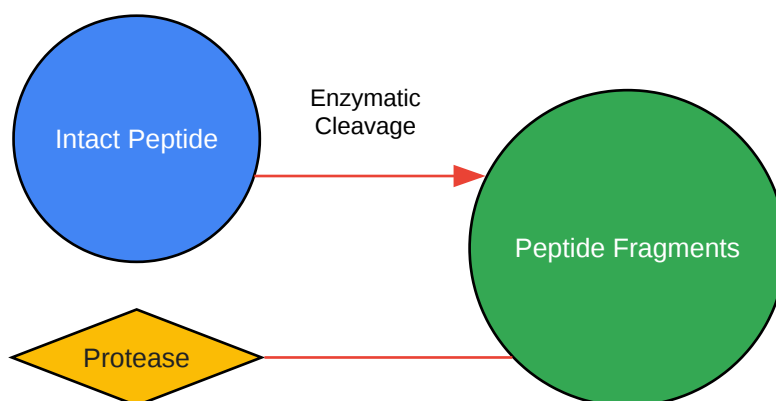 Intact Peptide
Enzymatic
Cleavage
Peptide Fragments
Protease